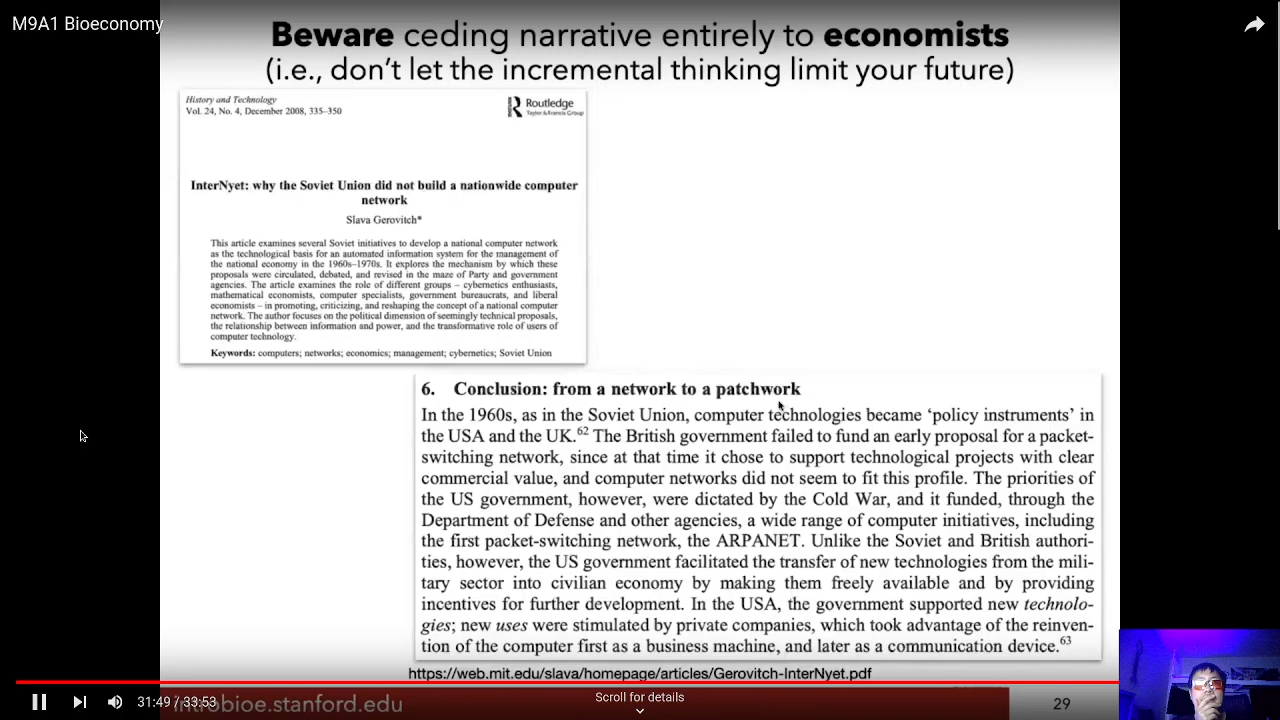 M9A1 Bioeconomy
Beware ceding narrative entirely to economists
(i.e., don't let the incremental thinking limit your future)
History and Technology
Vol. 24, No. 4, December 2008, 335–350
Routledge
Taylor & Francis Group
InterNyet: why the Soviet Union did not build a nationwide computer
network
Slava Gerovitch*
This article examines several Soviet initiatives to develop a national computer network
as the technological basis for an automated information system for the management of
the national economy in the 1960s–1970s. It explores the mechanism by which these
proposals were circulated, debated, and revised in the maze of Party and government
agencies. The article examines the role of different groups – cybernetics enthusiasts,
mathematical economists, computer specialists, government bureaucrats, and liberal
economists – in promoting, criticizing, and reshaping the concept of a national computer
network. The author focuses on the political dimension of seemingly technical proposals,
the relationship between information and power, and the transformative role of users of
computer technology.
Keywords: computers; networks; economics; management; cybernetics; Soviet Union
6. Conclusion: from a network to a patchwork
In the 1960s, as in the Soviet Union, computer technologies became ‘policy instruments’ in
the USA and the UK.62 The British government failed to fund an early proposal for a packet-
switching network, since at that time it chose to support technological projects with clear
commercial value, and computer networks did not seem to fit this profile. The priorities of
the US government, however, were dictated by the Cold War, and it funded, through the
Department of Defense and other agencies, a wide range of computer initiatives, including
the first packet-switching network, the ARPANET. Unlike the Soviet and British authori-
ties, however, the US government facilitated the transfer of new technologies from the mili-
tary sector into civilian economy by making them freely available and by providing
incentives for further development. In the USA, the government supported new technolo-
gies; new uses were stimulated by private companies, which took advantage of the reinven-
tion of the computer first as a business machine, and later as a communication device.63
https://web.mit.edu/slava/homepage/articles/Gerovitch-InterNyet.pdf
31:49 / 33:53
introbioe.stanford.edu
Scroll for details
29